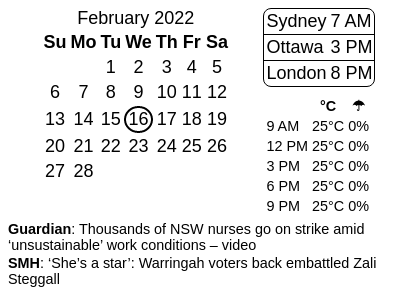 February 2022
Su Mo Tu We Th Fr Sa
1 2 3 4 5
6 7 8 9 10 11 12
13 14 15 16 17 18 19
20 21 22 23 24 25 26
27 28
Sydney 7 AM
Ottawa 3 PM
London 8 PM
°C ☂
9 AM 25°C 0%
12 PM 25°C 0%
3 PM 25°C 0%
6 PM 25°C 0%
9 PM 25°C 0%
Guardian: Thousands of NSW nurses go on strike amid
‘unsustainable’ work conditions – video
SMH: ‘She’s a star’: Warringah voters back embattled Zali
Steggall